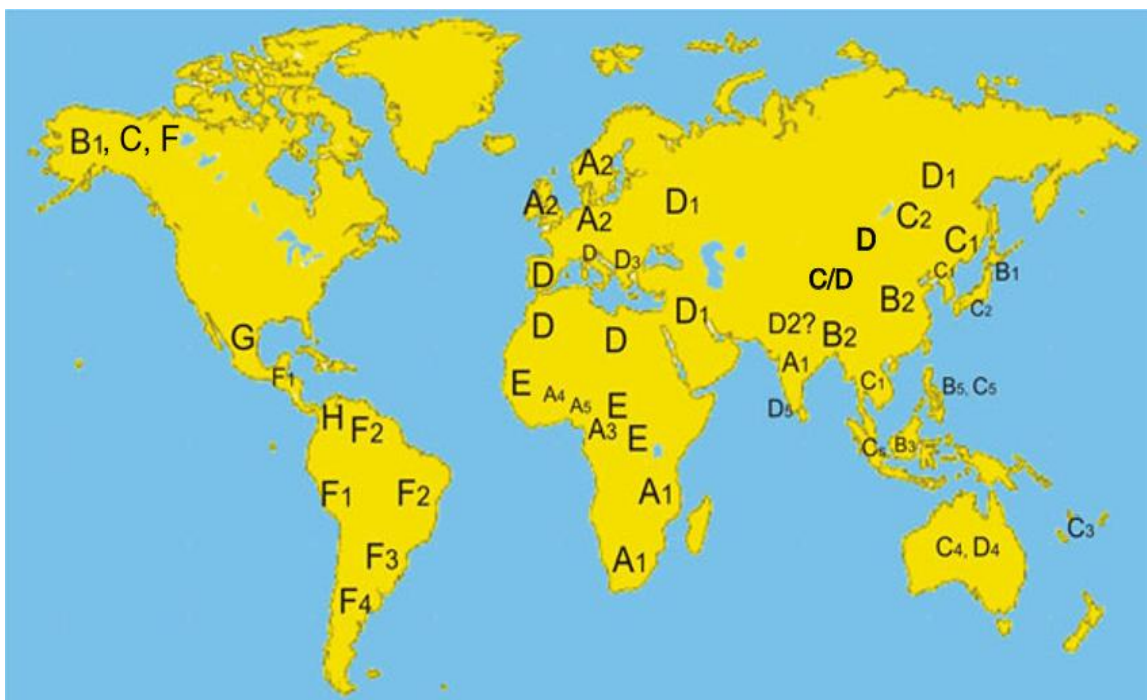 B1, C, F
A2
D1
A2
D1
A2
C2
D
C1
D
D3
C1
B1
D
C/D
B2
C2
G
D
D
D1
D2?
B2
A1
F1
E
A4
A5
E
D5
C1
B5, C5
H
F2
A3
E
B3
F1
F2
A1
C3
C4, D4
F3
A1
F4